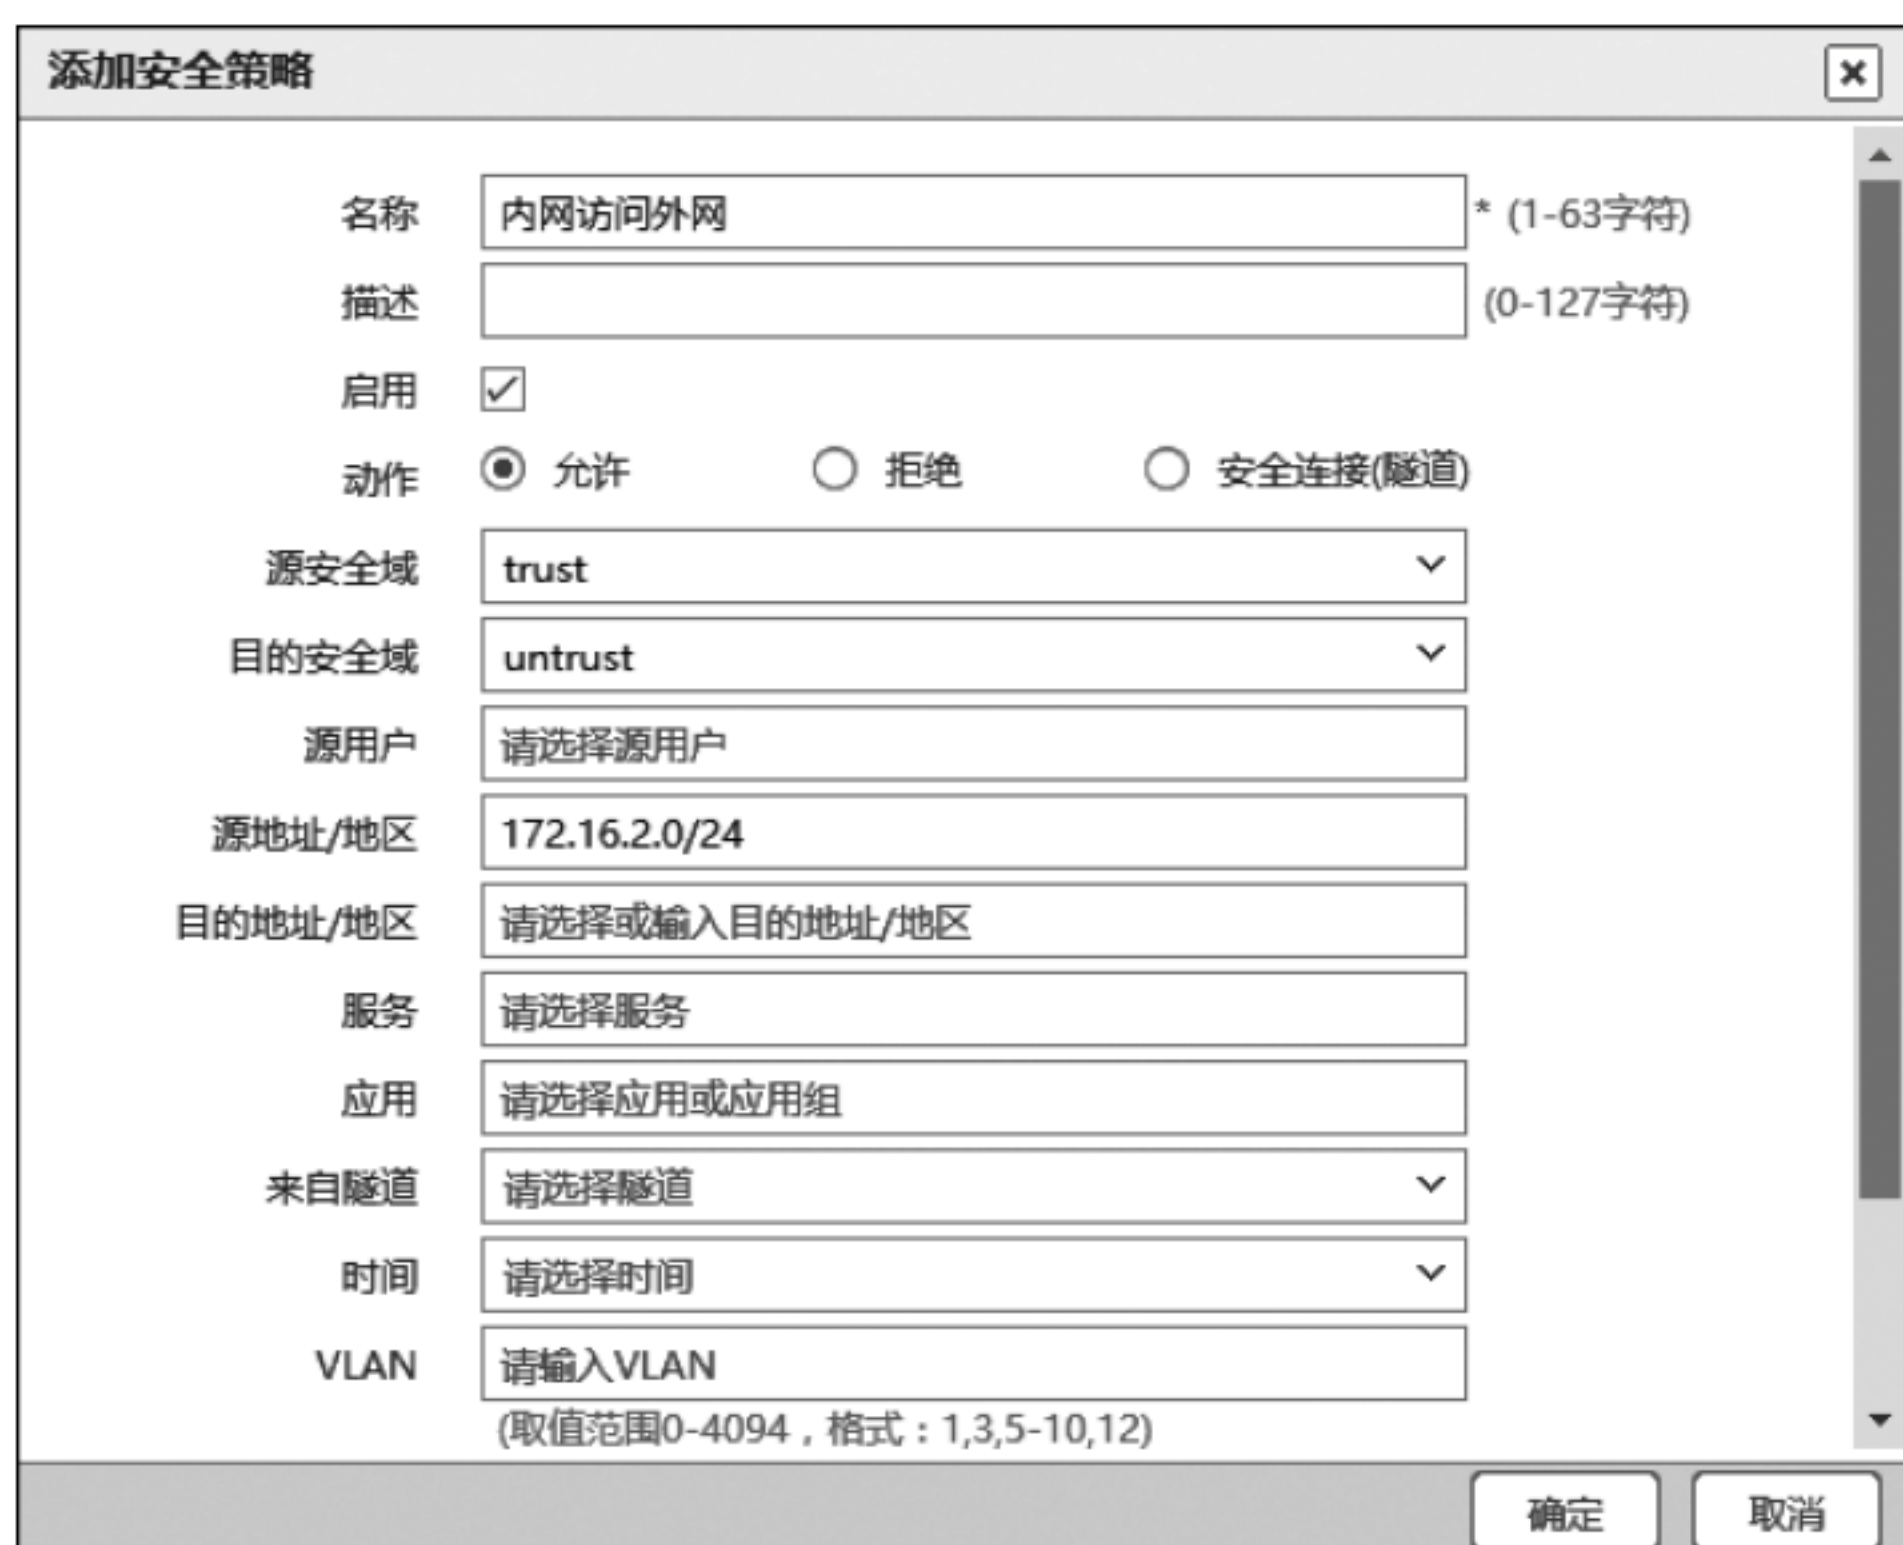 添加安全策略
名称 内网访问外网 * (1-63字符)
描述 (0-127字符)
启用
动作 允许 拒绝 安全连接(隧道)
源安全域 trust
目的安全域 untrust
源用户 请选择源用户
源地址/地区 172.16.2.0/24
目的地址/地区 请选择或输入目的地址/地区
服务 请选择服务
应用 请选择应用或应用组
来自隧道 请选择隧道
时间 请选择时间
VLAN 请输入VLAN
(取值范围0-4094，格式：1,3,5-10,12)
确定 取消